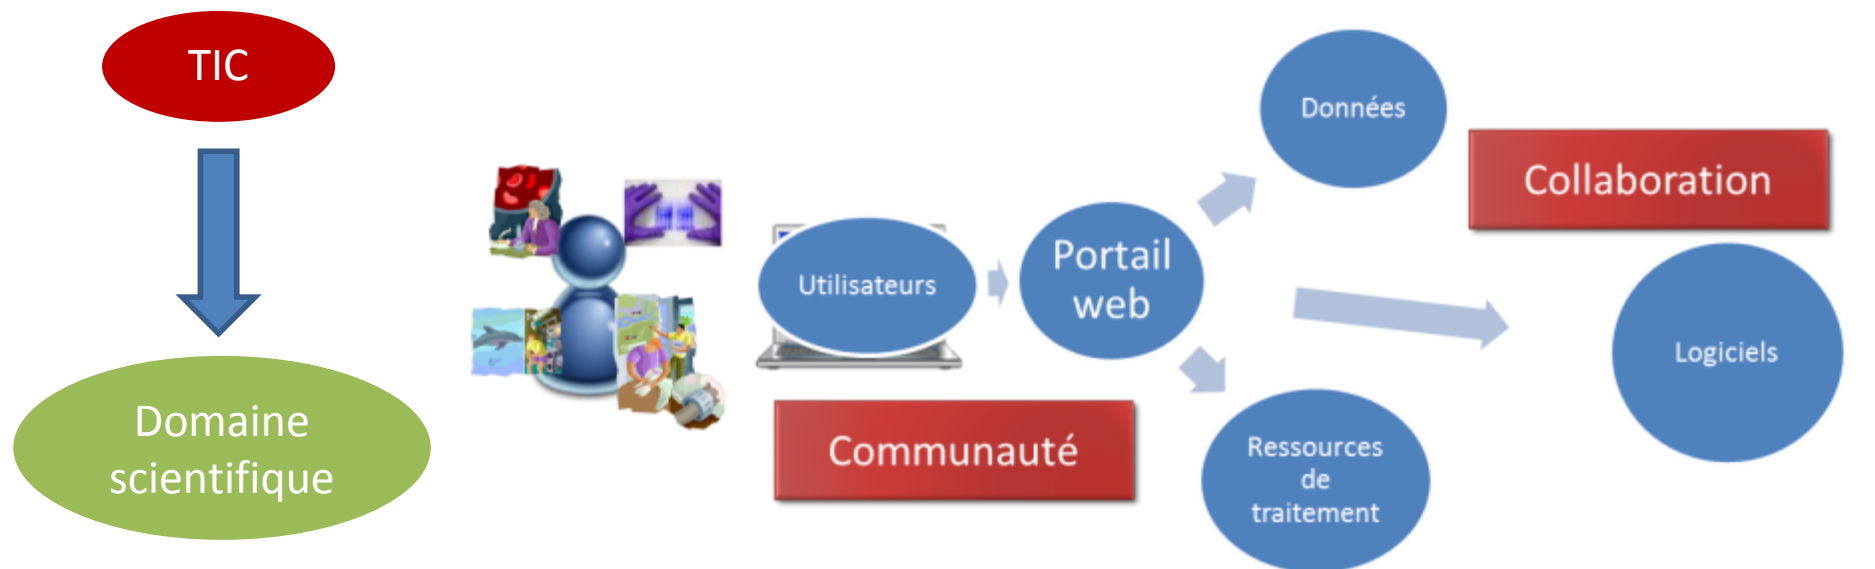 TIC
Domaine
scientifique
Utilisateurs
Communauté
Portail
web
Données
Collaboration
Logiciels
Ressources
de
traitement